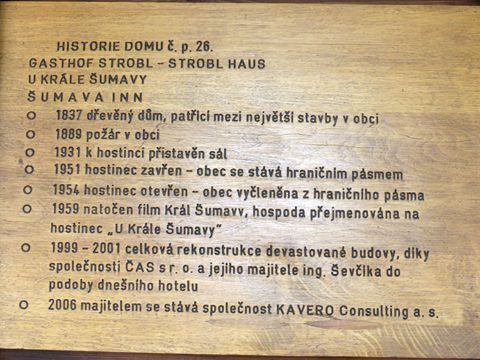 HISTORIE DOMU č. p. 26.
GASTHOF STROBL – STROBL HAUS
U KRÁLE ŠUMAVY
ŠUMAVA INN
1837 dřevěný dům, patřící mezi největší stavby v obci
1889 požár v obci
1931 k hostinci přistavěn sál
1951 hostinec zavřen – obec se stává hraničním pásmem
1954 hostinec otevřen – obec vyčleněna z hraničního pásma
1959 natočen film Král Šumavy, hospoda přejmenována na
hostinec „U Krále Šumavy"
1999 – 2001 celková rekonstrukce devastované budovy, díky
společnosti ČAS s r. o. a jejího majitele ing. Ševčíka do
podoby dnešního hotelu
2006 majitelem se stává společnost KAVERO Consulting a. s.